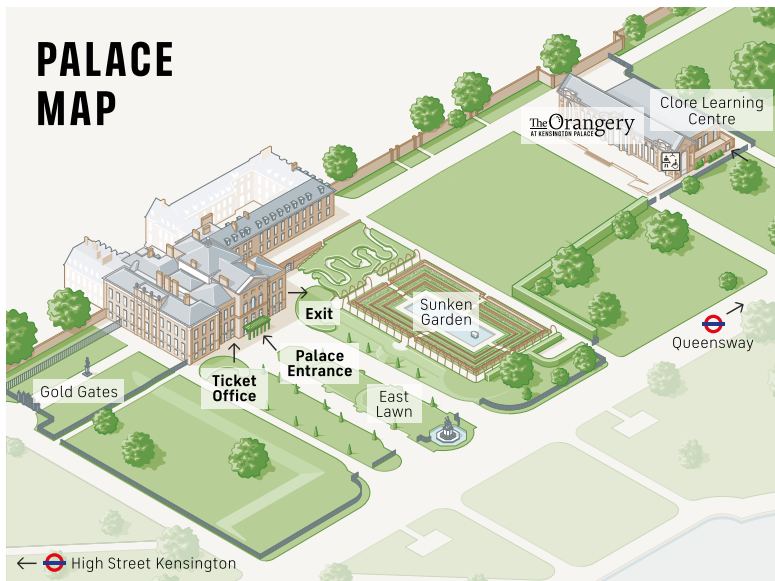 PALACE
MAP
Clore Learning
Centre
The Orangery
AT KENSINGTON PALACE
Sunken
Garden
Exit
Queensway
Palace
Entrance
Ticket
Office
Gold Gates
East
Lawn
High Street Kensington